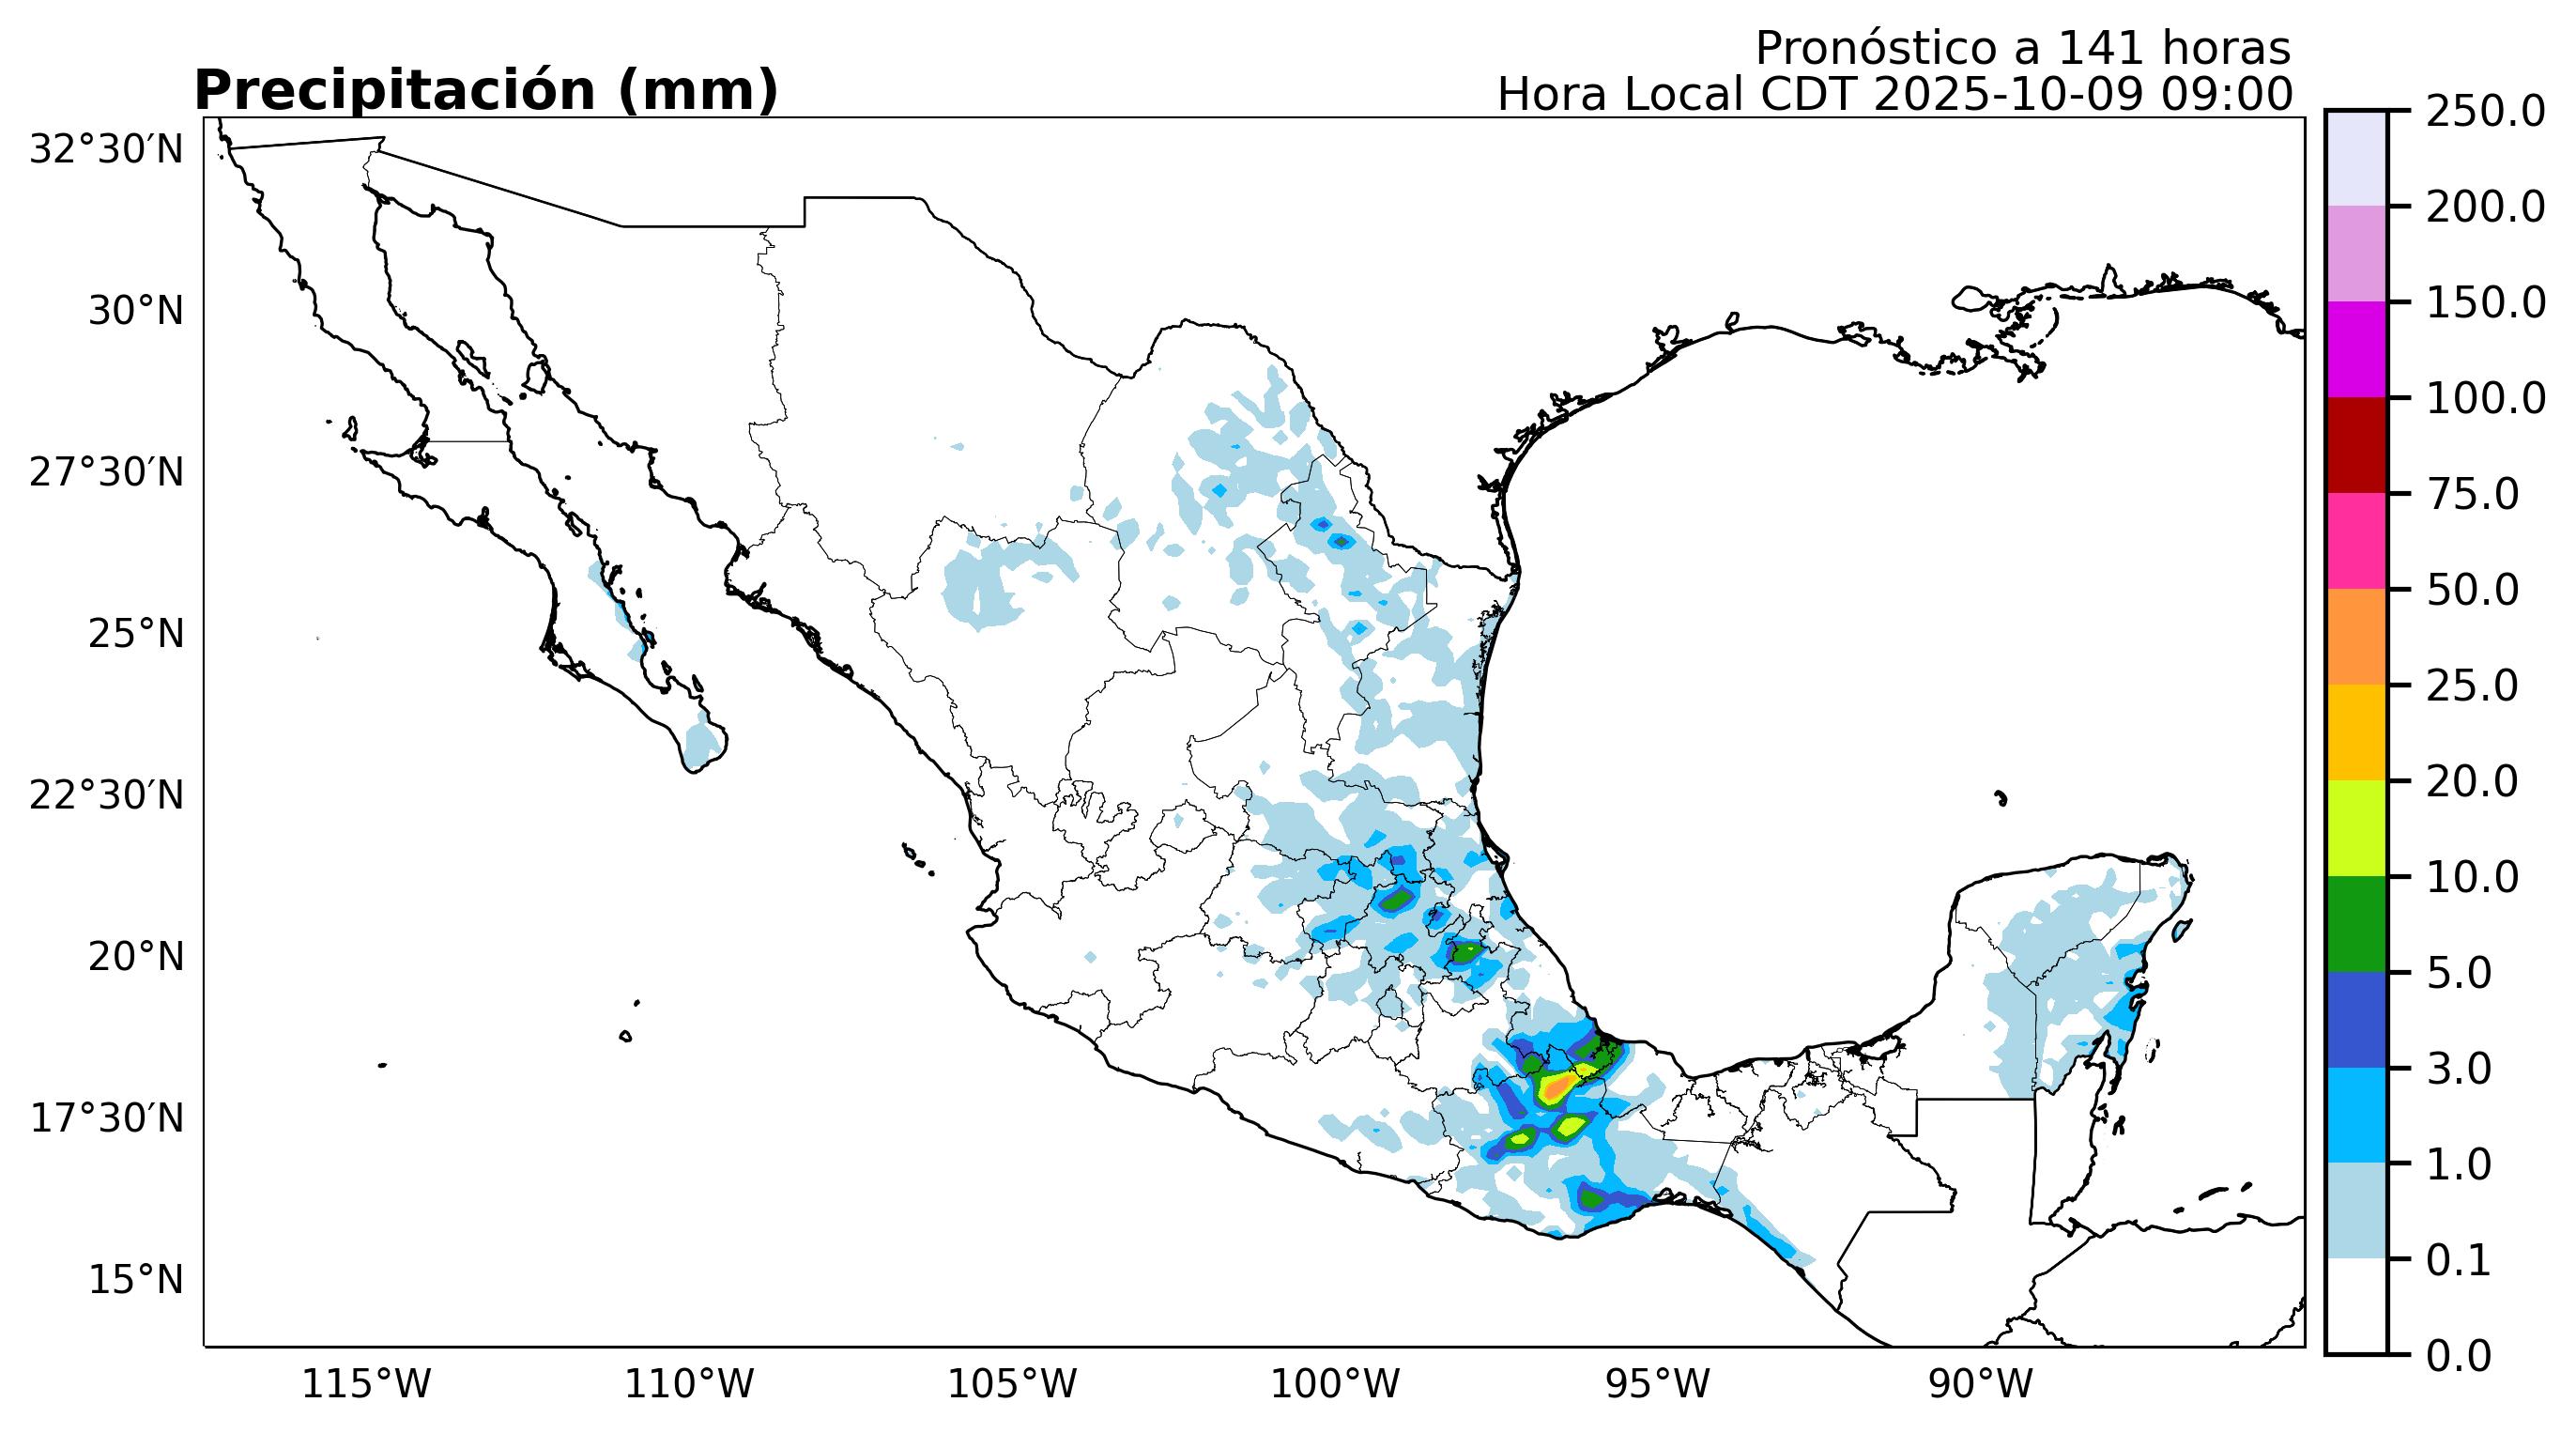 Pronóstico a 141 horas
Precipitación (mm)
Hora Local CDT 2025-10-09 09:00
32°30′N
30°N
27°30′N
25°N
22°30′N
20°N
17°30′N
15°N
115°W
110°W
105°W
100°W
95°W
90°W
250.0
200.0
150.0
100.0
75.0
50.0
25.0
20.0
10.0
5.0
3.0
1.0
0.1
0.0